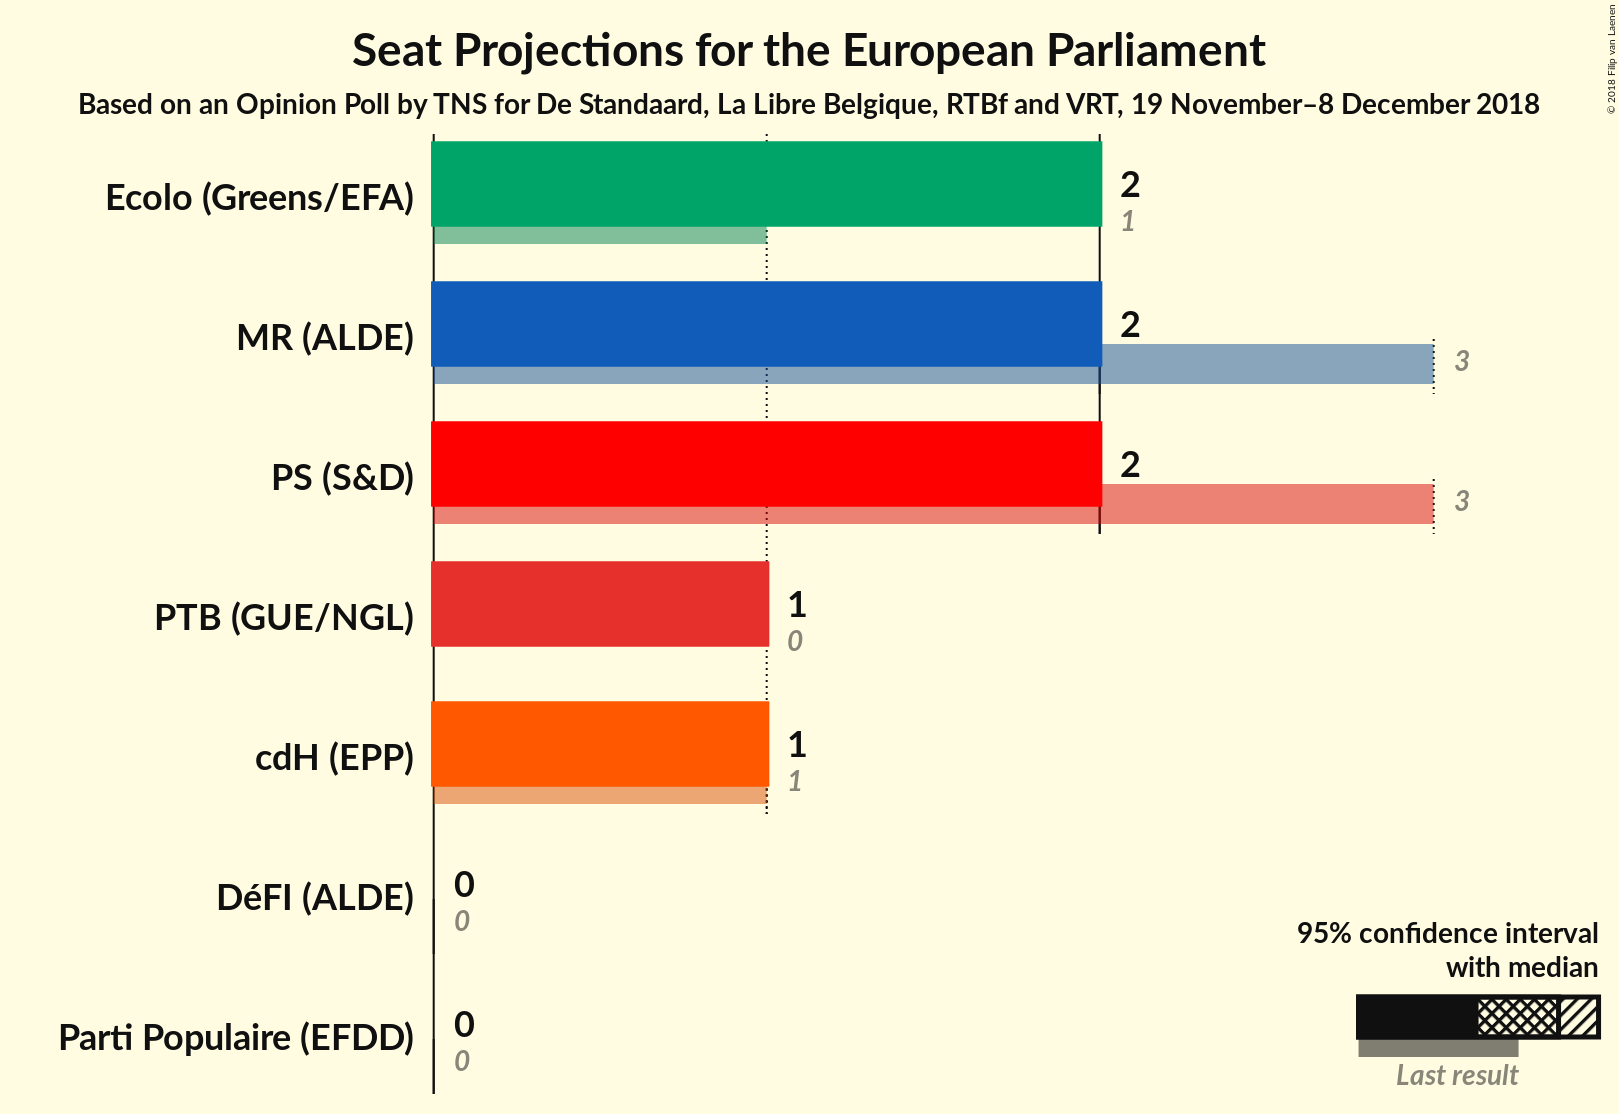 Seat Projections for the European Parliament
Based on an Opinion Poll by TNS for De Standaard, La Libre Belgique, RTBf and VRT, 19 November–8 December 2018
© 2018 Filip van Laenen
Ecolo (Greens/EFA)
2
1
MR (ALDE)
2
3
PS (S&D)
2
3
PTB (GUE/NGL)
1
0
cdH (EPP)
1
1
DéFI (ALDE)
0
0
Parti Populaire (EFDD)
0
0
95% confidence interval
with median
Last result